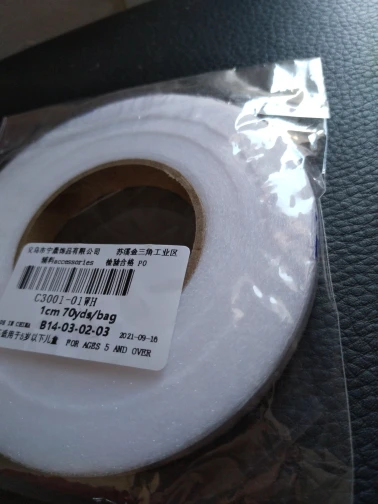 义乌市宁嘉饰品有限公司 苏溪金三角工业区
辅料accessories 检验合格 PO
C3001-01WH
1cm 70yds/bag
IN CHINA B14-03-02-03 2021-09-16
适用于5岁以下儿童 FOR AGES 5 AND OVER